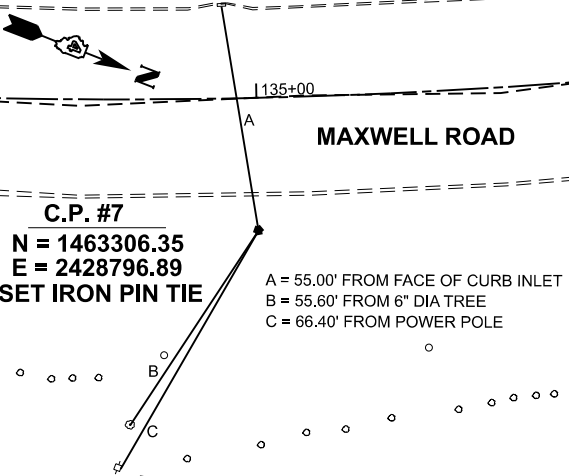 N
135+00
A
MAXWELL ROAD
C.P. #7
N = 1463306.35
E = 2428796.89
SET IRON PIN TIE
A = 55.00' FROM FACE OF CURB INLET
B = 55.60' FROM 6" DIA TREE
C = 66.40' FROM POWER POLE
B
C